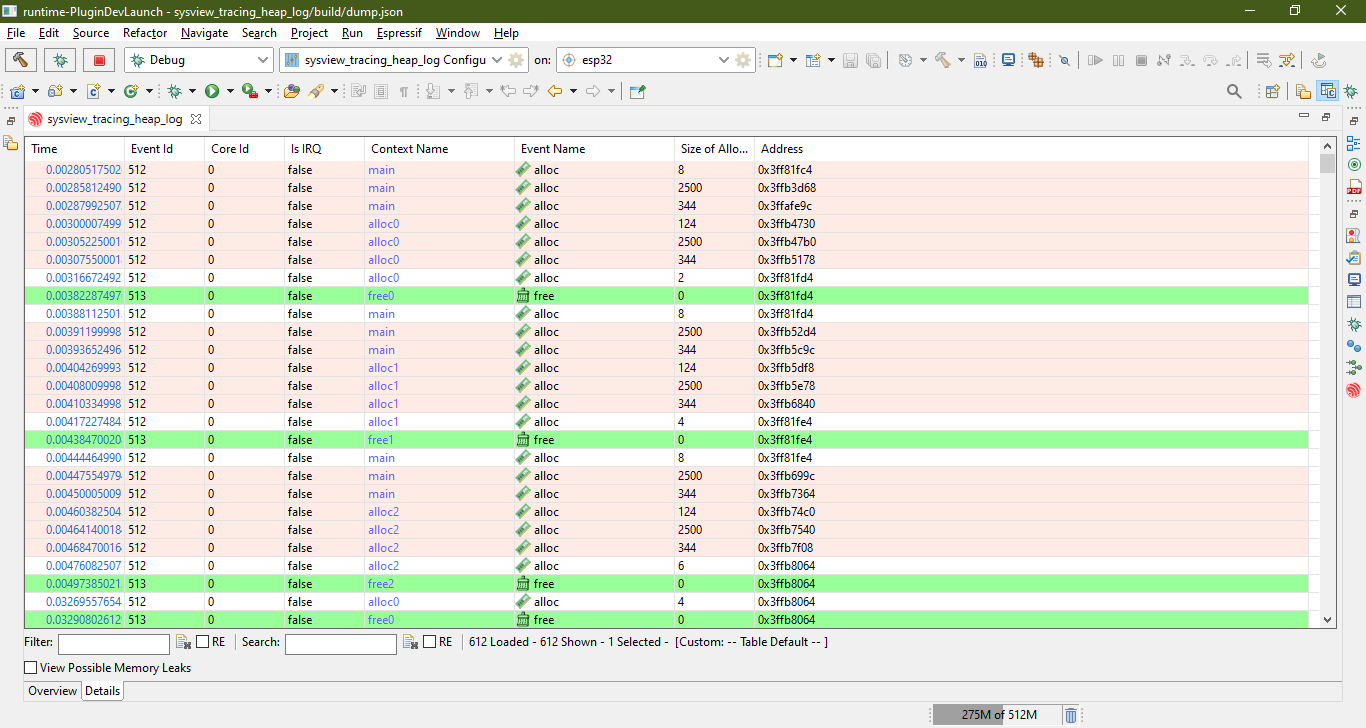 runtime-PluginDevLaunch - sysview_tracing_heap_log/build/dump.json
File Edit Source Refactor Navigate Search Project Run Espressif Window Help
Debug sysview_tracing_heap_log Configu on: esp32
sysview_tracing_heap_log
Time Event Id Core Id Is IRQ Context Name Event Name Size of Allo... Address
0.00280517502 512 0 false main alloc 8 0x3ff81fc4
0.00285812490 512 0 false main alloc 2500 0x3ffb3d68
0.00287992507 512 0 false main alloc 344 0x3ffafe9c
0.00300007499 512 0 false alloc0 alloc 124 0x3ffb4730
0.00305225001 512 0 false alloc0 alloc 2500 0x3ffb47b0
0.00307550001 512 0 false alloc0 alloc 344 0x3ffb5178
0.00316672492 512 0 false alloc0 alloc 2 0x3ff81fd4
0.00382287497 513 0 false free0 free 0 0x3ff81fd4
0.00388112501 512 0 false main alloc 8 0x3ff81fd4
0.00391199998 512 0 false main alloc 2500 0x3ffb52d4
0.00393652496 512 0 false main alloc 344 0x3ffb5c9c
0.00404269993 512 0 false alloc1 alloc 124 0x3ffb5df8
0.00408009998 512 0 false alloc1 alloc 2500 0x3ffb5e78
0.00410334998 512 0 false alloc1 alloc 344 0x3ffb6840
0.00417227484 512 0 false alloc1 alloc 4 0x3ff81fe4
0.00438470020 513 0 false free1 free 0 0x3ff81fe4
0.00444464990 512 0 false main alloc 8 0x3ff81fe4
0.00447554979 512 0 false main alloc 2500 0x3ffb699c
0.00450005009 512 0 false main alloc 344 0x3ffb7364
0.00460382504 512 0 false alloc2 alloc 124 0x3ffb74c0
0.00464140018 512 0 false alloc2 alloc 2500 0x3ffb7540
0.00468470016 512 0 false alloc2 alloc 344 0x3ffb7f08
0.00476082507 512 0 false alloc2 alloc 6 0x3ffb8064
0.00497385021 513 0 false free2 free 0 0x3ffb8064
0.03269557654 512 0 false alloc0 alloc 4 0x3ffb8064
0.03290802612 513 0 false free0 free 0 0x3ffb8064
Filter: RE Search: RE 612 Loaded - 612 Shown - 1 Selected - [Custom: -- Table Default -- ]
View Possible Memory Leaks
Overview Details
275M of 512M